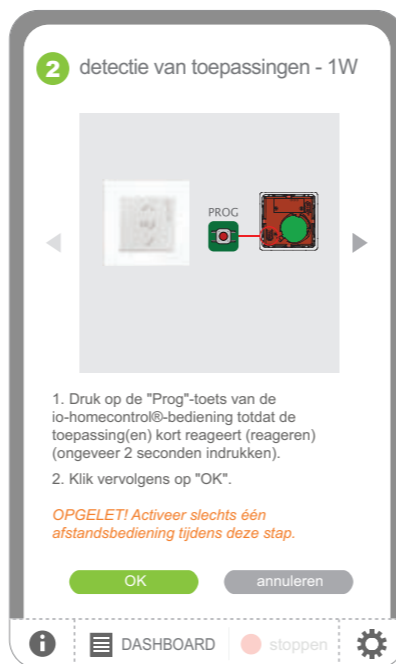 2 detectie van toepassingen - 1W
PROG
1. Druk op de "Prog"-toets van de
io-homecontrol®-bediening totdat de
toepassing(en) kort reageert (reageren)
(ongeveer 2 seconden indrukken).
2. Klik vervolgens op "OK".
OPGELET! Activeer slechts één
afstandsbediening tijdens deze stap.
OK annuleren
DASHBOARD stoppen